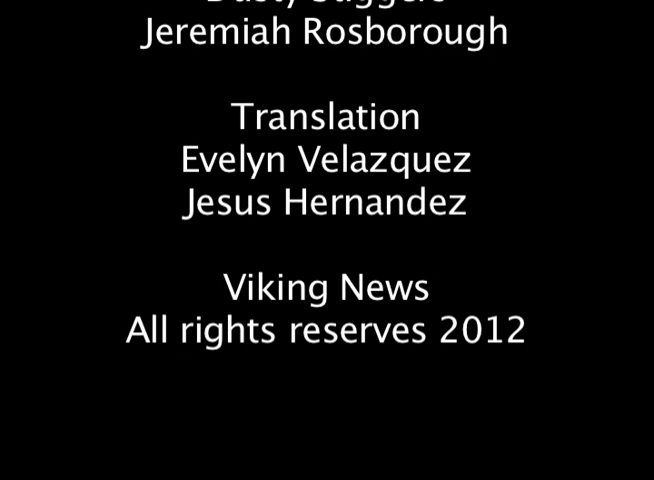 Jeremiah Rosborough
Translation
Evelyn Velazquez
Jesus Hernandez
Viking News
All rights reserves 2012